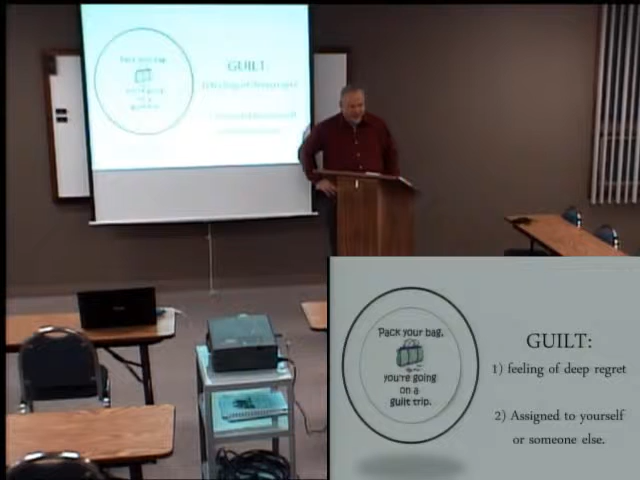 Pack your bag,
you're going
on a
guilt trip.
GUILT:
1) feeling of deep regret
2) Assigned to yourself
or someone else.
GUILT: